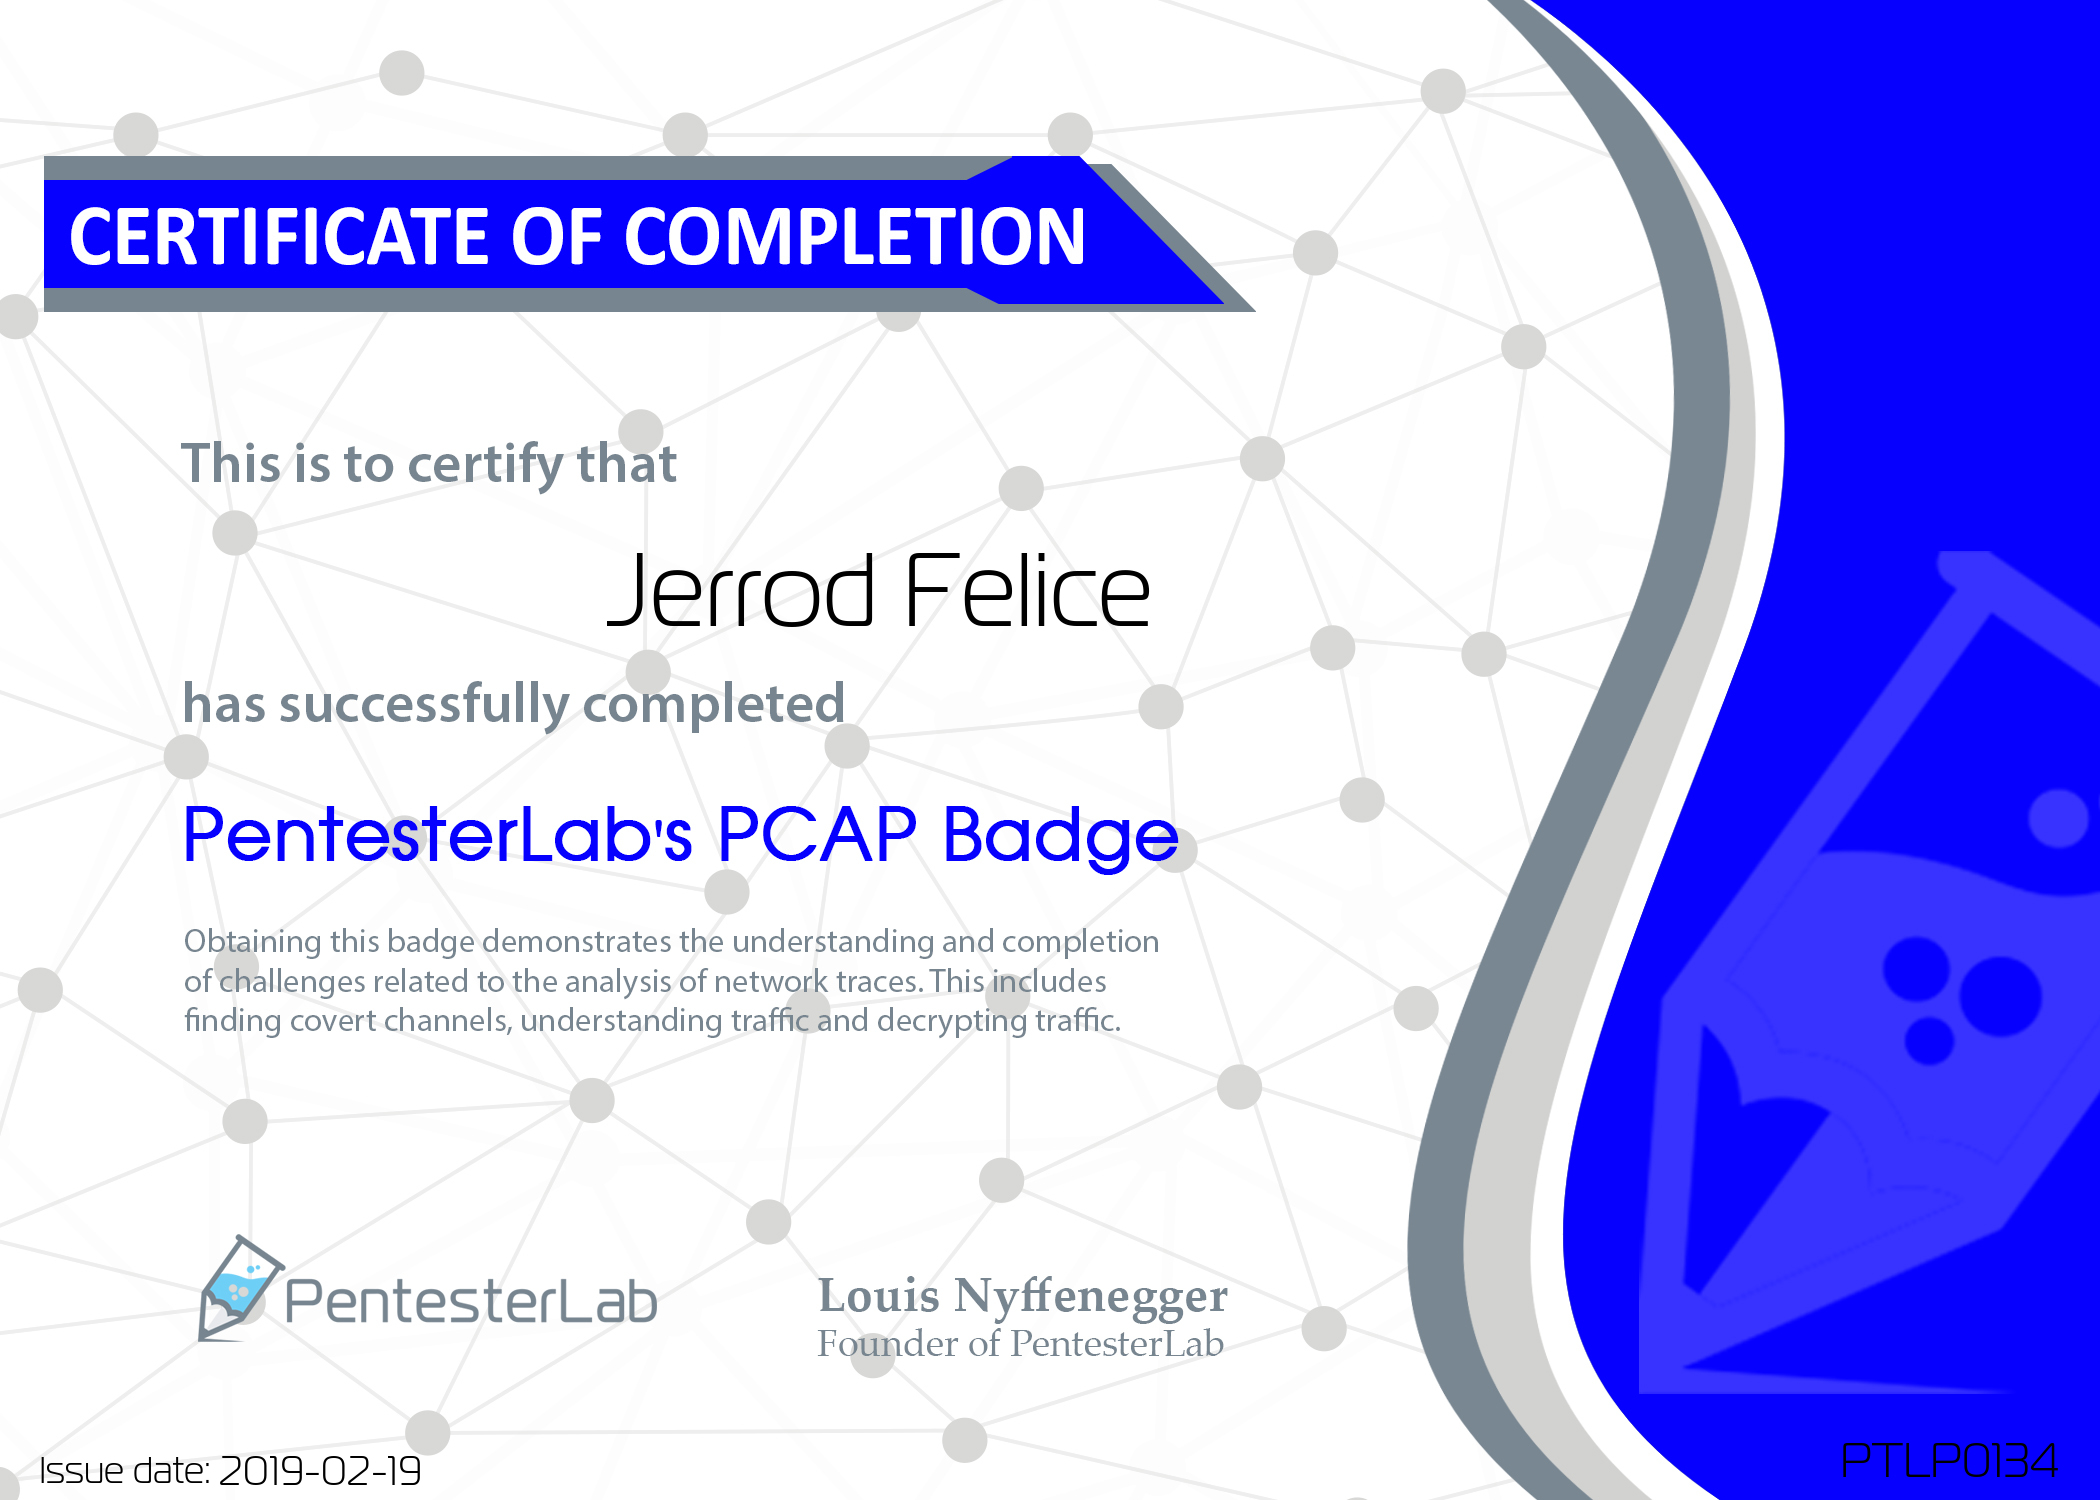 CERTIFICATE OF COMPLETION
This is to certify that
Jerrod Felice
has successfully completed
PentesterLab's PCAP Badge
Obtaining this badge demonstrates the understanding and completion
of challenges related to the analysis of network traces. This includes
finding covert channels, understanding traffic and decrypting traffic.
PentesterLab
Louis Nyffenegger
Founder of PentesterLab
Issue date: 2019-02-19
PTLP0134